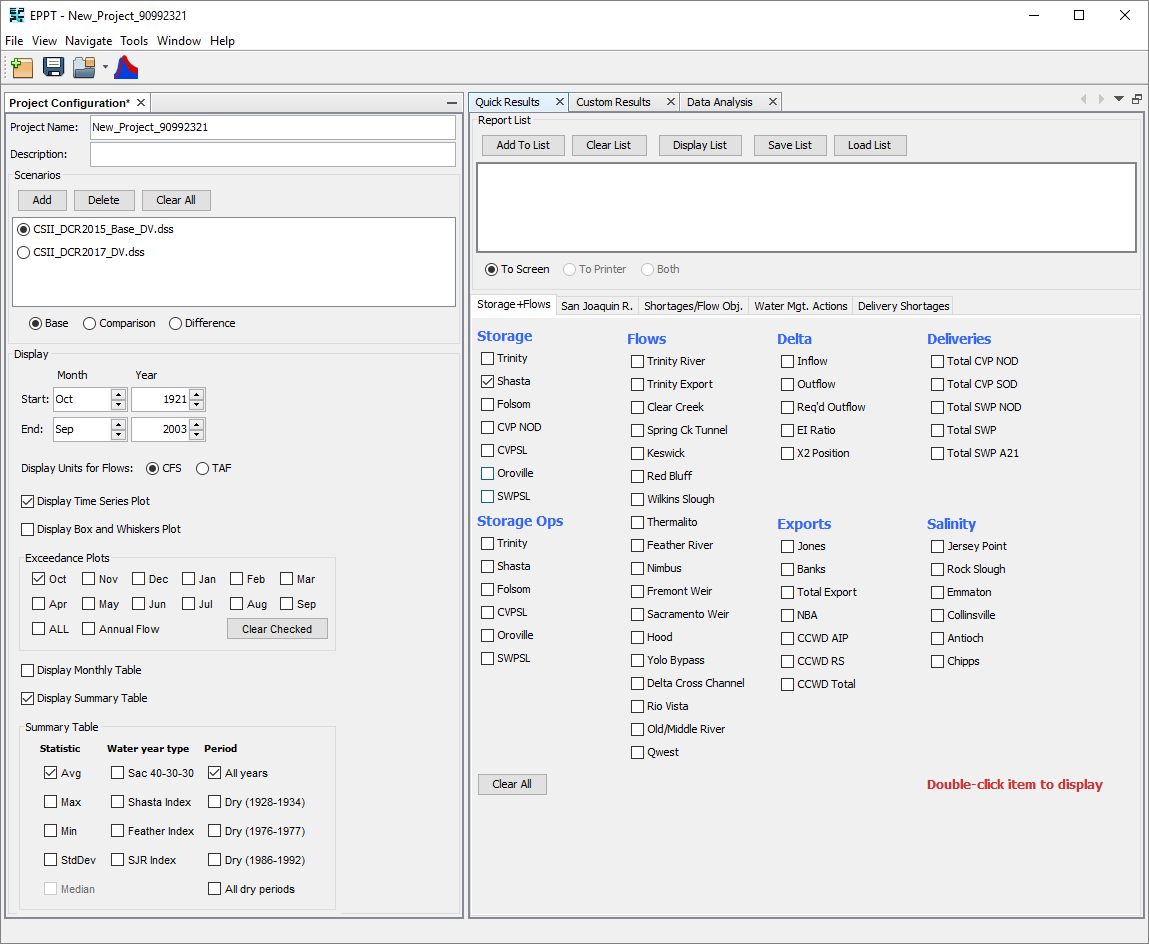 EPPT - New_Project_90992321
File View Navigate Tools Window Help
Project Configuration*
Project Name: New_Project_90992321
Description:
Scenarios
Add Delete Clear All
CSII_DCR2015_Base_DV.dss
CSII_DCR2017_DV.dss
Base Comparison Difference
Display
Month Year
Start: Oct 1921
End: Sep 2003
Display Units for Flows: CFS TAF
Display Time Series Plot
Display Box and Whiskers Plot
Exceedance Plots
Oct Nov Dec Jan Feb Mar
Apr May Jun Jul Aug Sep
ALL Annual Flow Clear Checked
Display Monthly Table
Display Summary Table
Summary Table
Statistic Water year type Period
Avg Sac 40-30-30 All years
Max Shasta Index Dry (1928-1934)
Min Feather Index Dry (1976-1977)
StdDev SJR Index Dry (1986-1992)
Median All dry periods
Quick Results Custom Results Data Analysis
Report List
Add To List Clear List Display List Save List Load List
To Screen To Printer Both
Storage+Flows San Joaquin R. Shortages/Flow Obj. Water Mgt. Actions Delivery Shortages
Storage
Trinity
Shasta
Folsom
CVP NOD
CVPSL
Oroville
SWPSL
Storage Ops
Trinity
Shasta
Folsom
CVPSL
Oroville
SWPSL
Flows
Trinity River
Trinity Export
Clear Creek
Spring Ck Tunnel
Keswick
Red Bluff
Wilkins Slough
Thermalito
Feather River
Nimbus
Fremont Weir
Sacramento Weir
Hood
Yolo Bypass
Delta Cross Channel
Rio Vista
Old/Middle River
Qwest
Delta
Inflow
Outflow
Req'd Outflow
EI Ratio
X2 Position
Exports
Jones
Banks
Total Export
NBA
CCWD AIP
CCWD RS
CCWD Total
Deliveries
Total CVP NOD
Total CVP SOD
Total SWP NOD
Total SWP
Total SWP A21
Salinity
Jersey Point
Rock Slough
Emmaton
Collinsville
Antioch
Chipps
Clear All
Double-click item to display